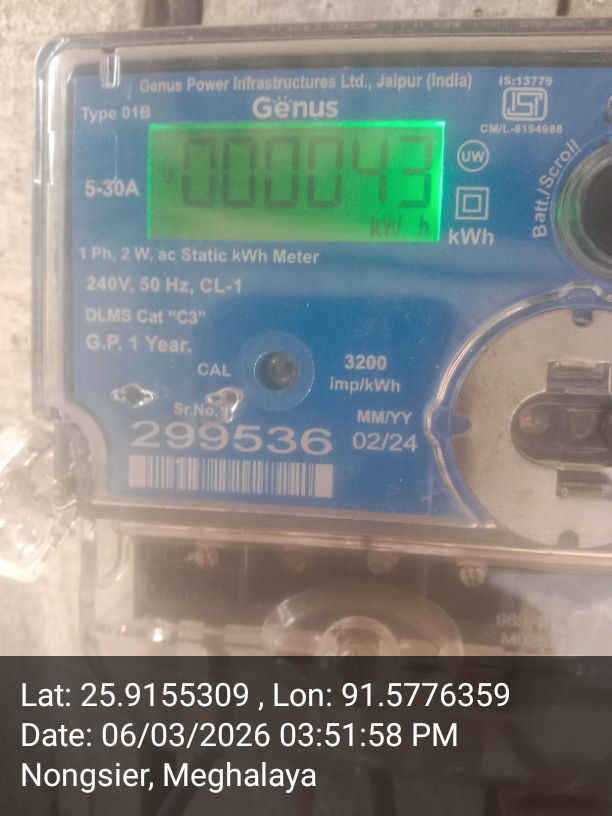 Genus Power Infrastructures Ltd., Jaipur (India)
IS:13779
Type 01B
Genus
ISI
CM/L-8194988
000043
5-30A
UW
Batt./Scroll
kW h
kWh
1 Ph, 2 W, ac Static kWh Meter
240V, 50 Hz, CL-1
DLMS Cat "C3"
G.P. 1 Year.
CAL
3200
imp/kWh
Sr.No.
MM/YY
299536
02/24
Lat: 25.9155309 , Lon: 91.5776359
Date: 06/03/2026 03:51:58 PM
Nongsier, Meghalaya